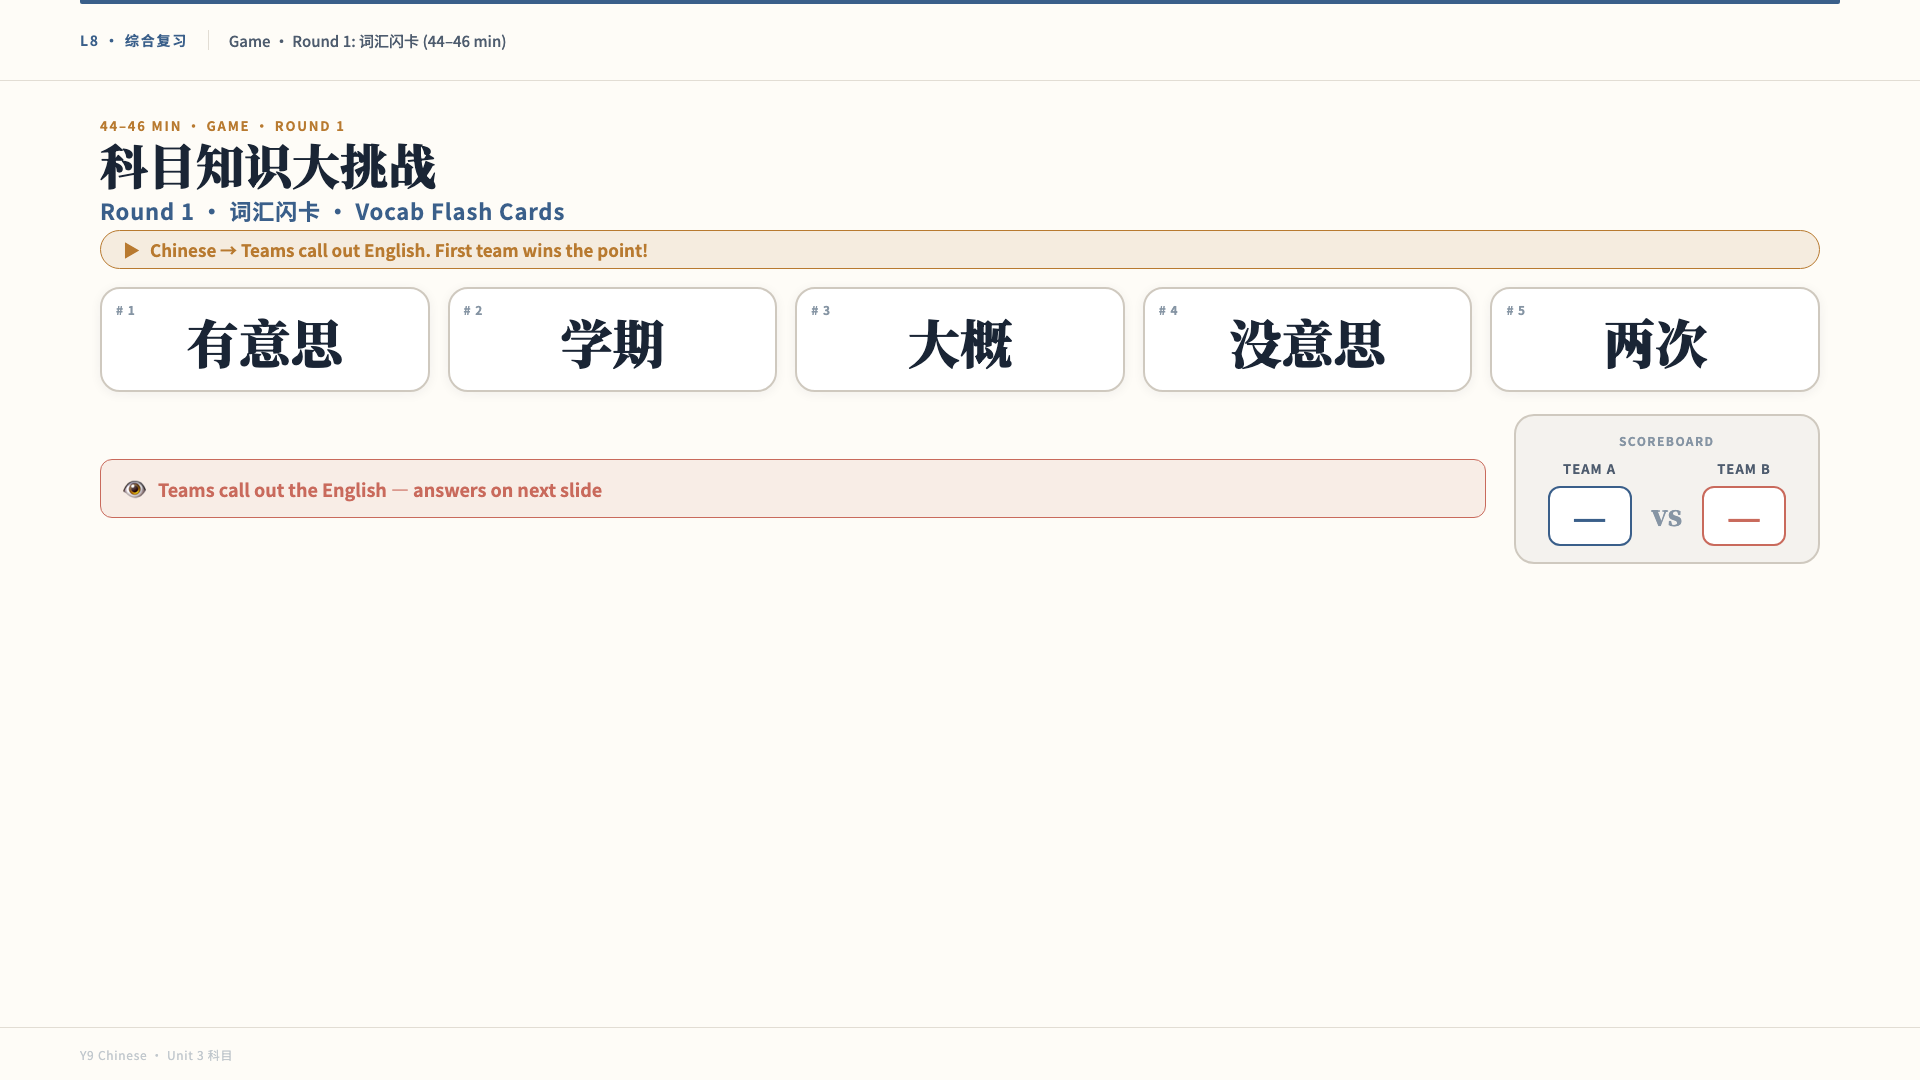 L8 · 综合复习
Game · Round 1: 词汇闪卡 (44–46 min)
44–46 MIN · GAME · ROUND 1
科目知识大挑战
Round 1 · 词汇闪卡 · Vocab Flash Cards
▶ Chinese → Teams call out English. First team wins the point!
# 1
有意思
# 2
学期
# 3
大概
# 4
没意思
# 5
两次
👁️ Teams call out the English — answers on next slide
SCOREBOARD
TEAM A
—
VS
TEAM B
—
Y9 Chinese · Unit 3 科目